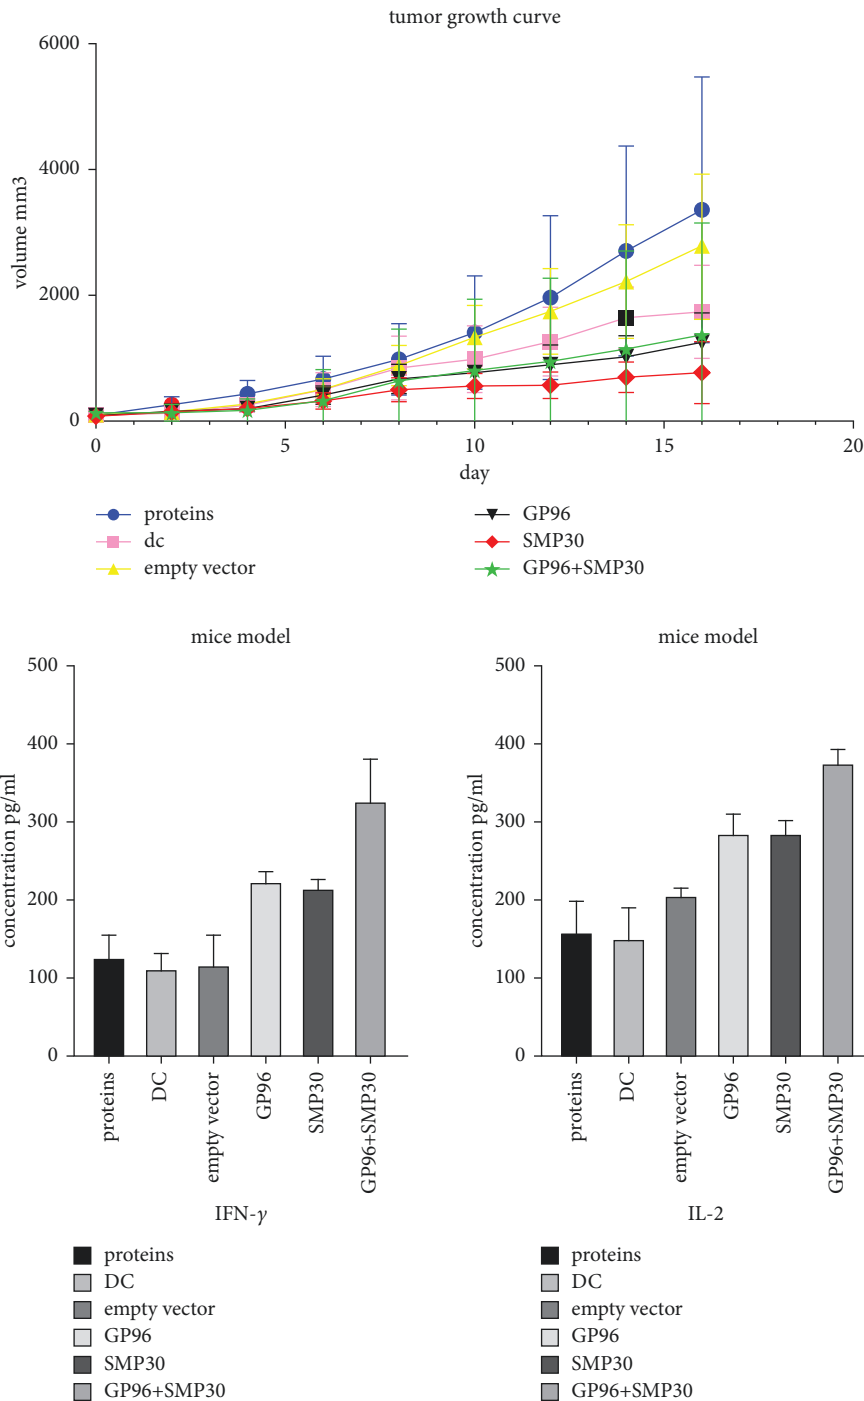 tumor growth curve
6000
4000
2000
0
volume mm3
0 5 10 15 20
day
proteins
dc
empty vector
GP96
SMP30
GP96+SMP30
mice model
500
400
300
200
100
0
concentration pg/ml
proteins
DC
empty vector
GP96
SMP30
GP96+SMP30
IFN-γ
proteins
DC
empty vector
GP96
SMP30
GP96+SMP30
mice model
500
400
300
200
100
0
concentration pg/ml
proteins
DC
empty vector
GP96
SMP30
GP96+SMP30
IL-2
proteins
DC
empty vector
GP96
SMP30
GP96+SMP30